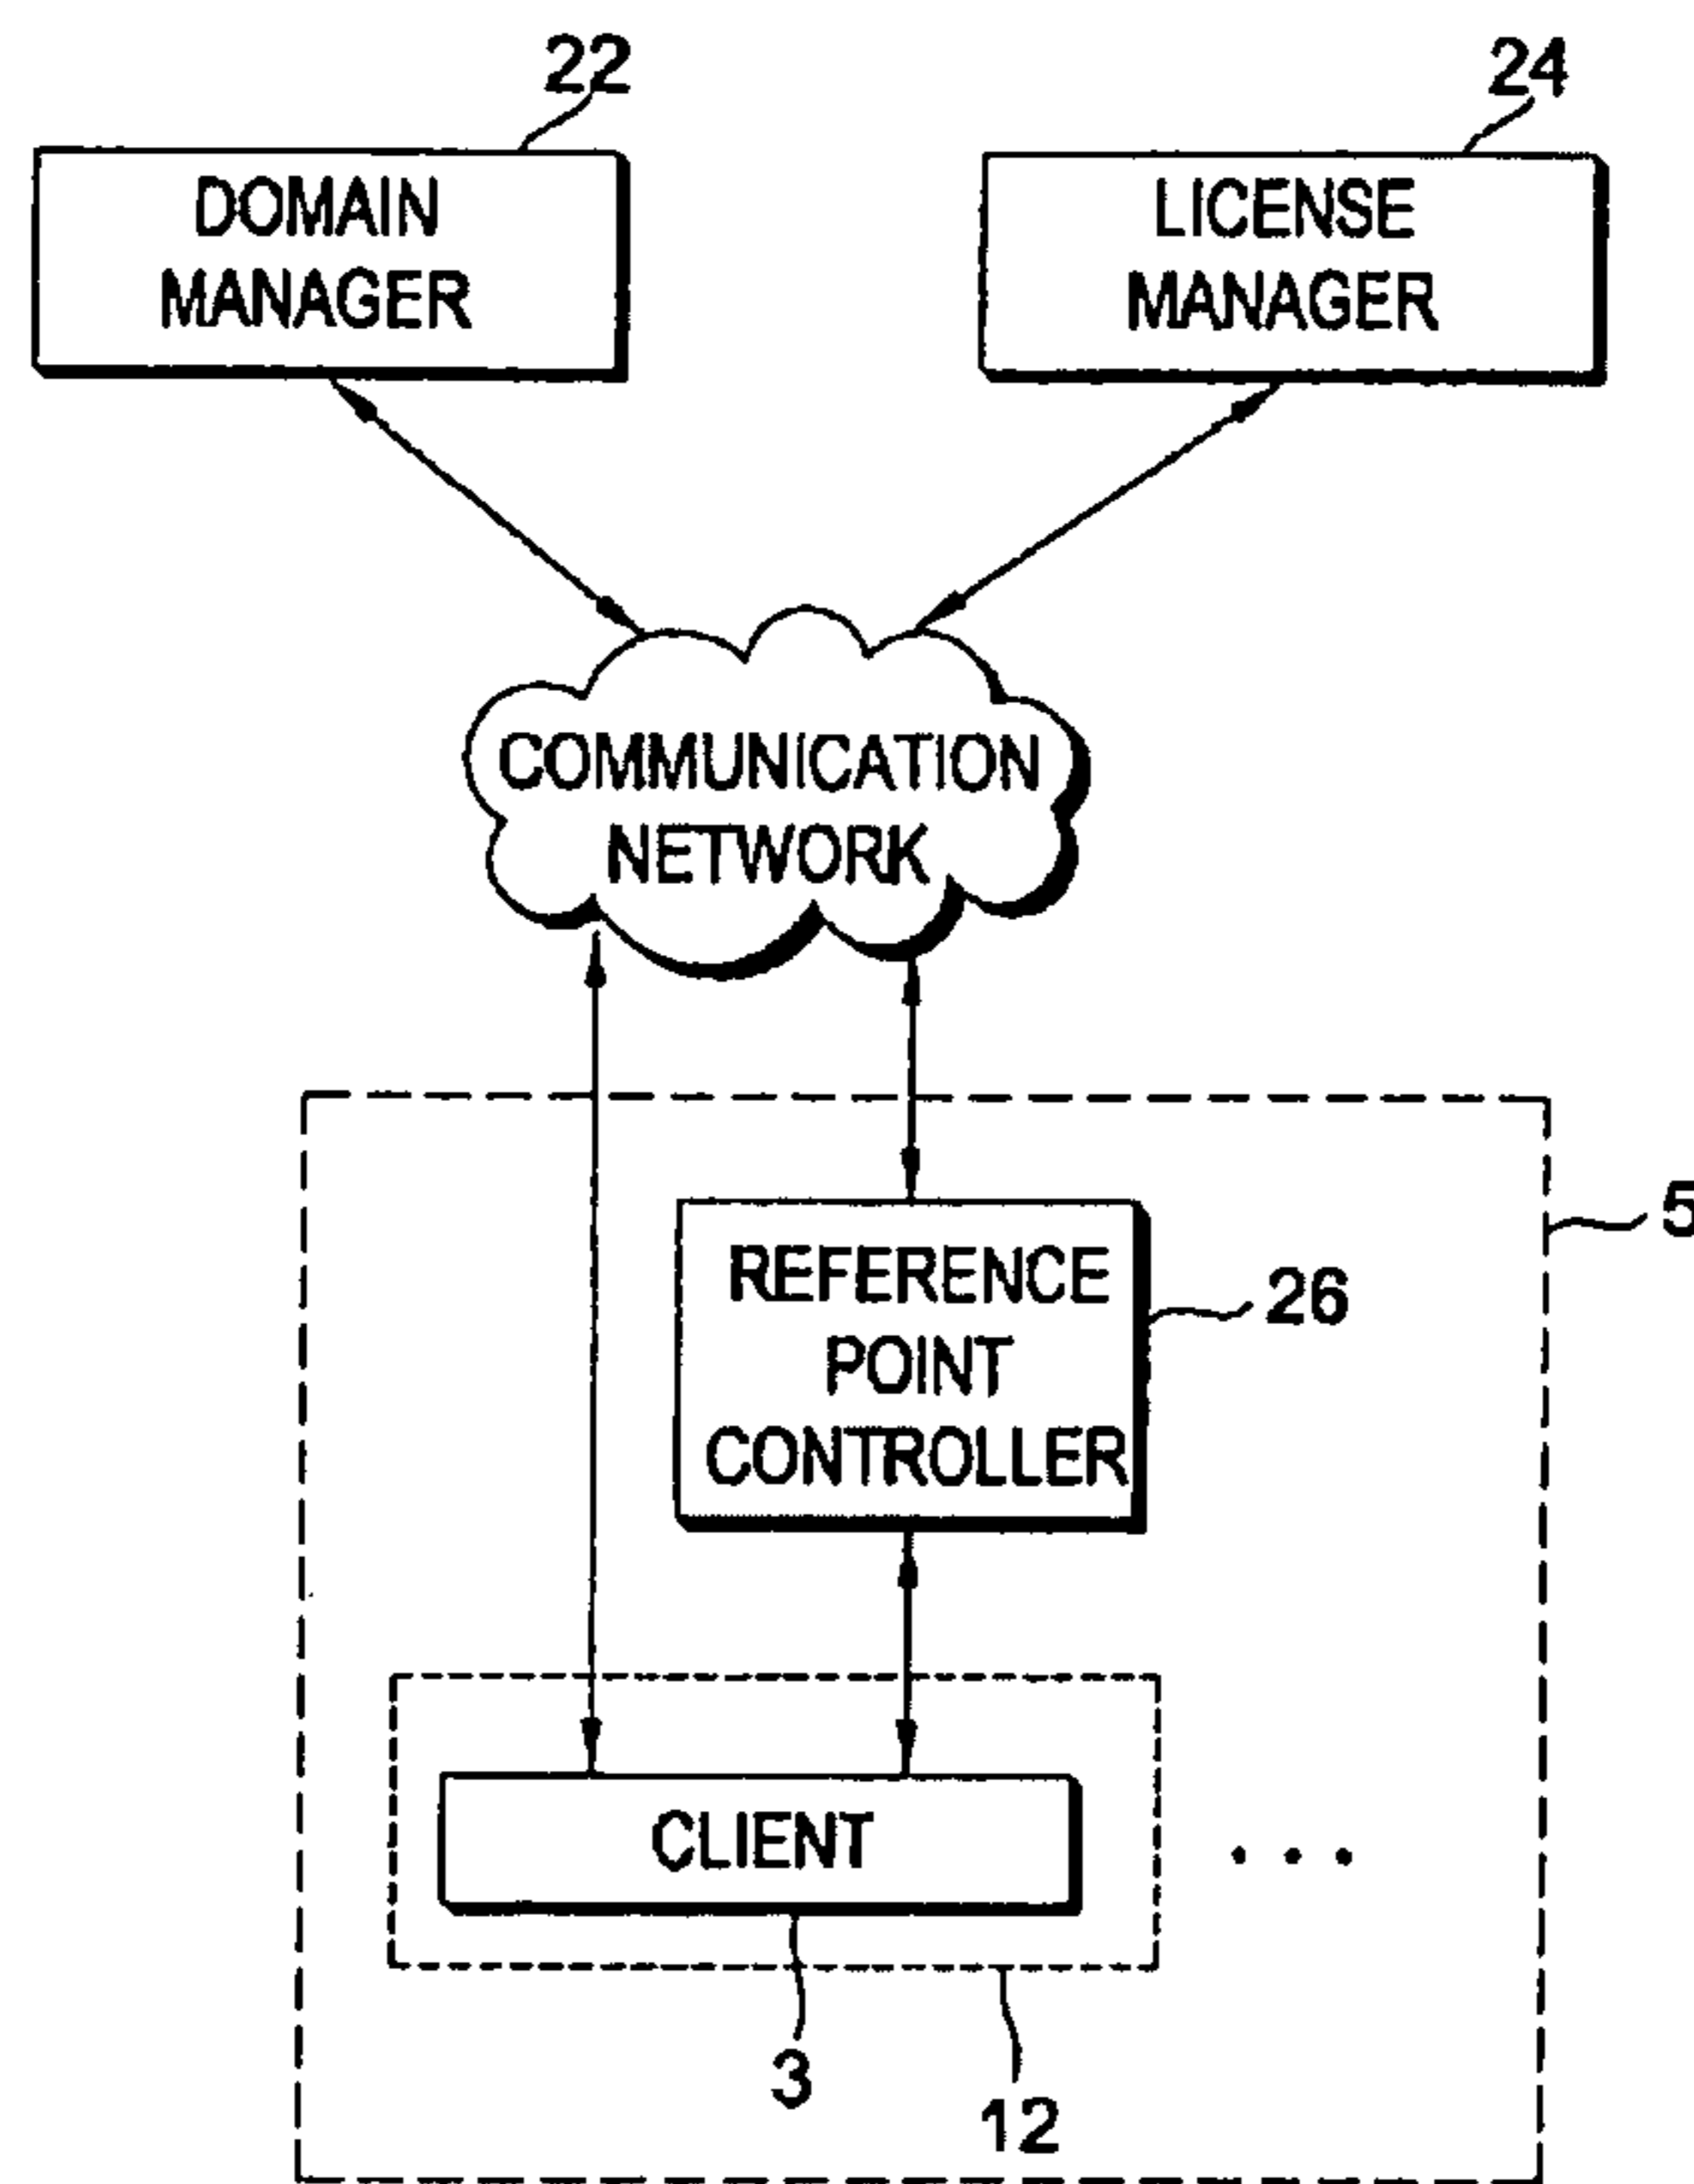 22
24
DOMAIN
MANAGER
LICENSE
MANAGER
COMMUNICATION
NETWORK
5
REFERENCE
POINT
CONTROLLER
26
CLIENT
. . .
3
12